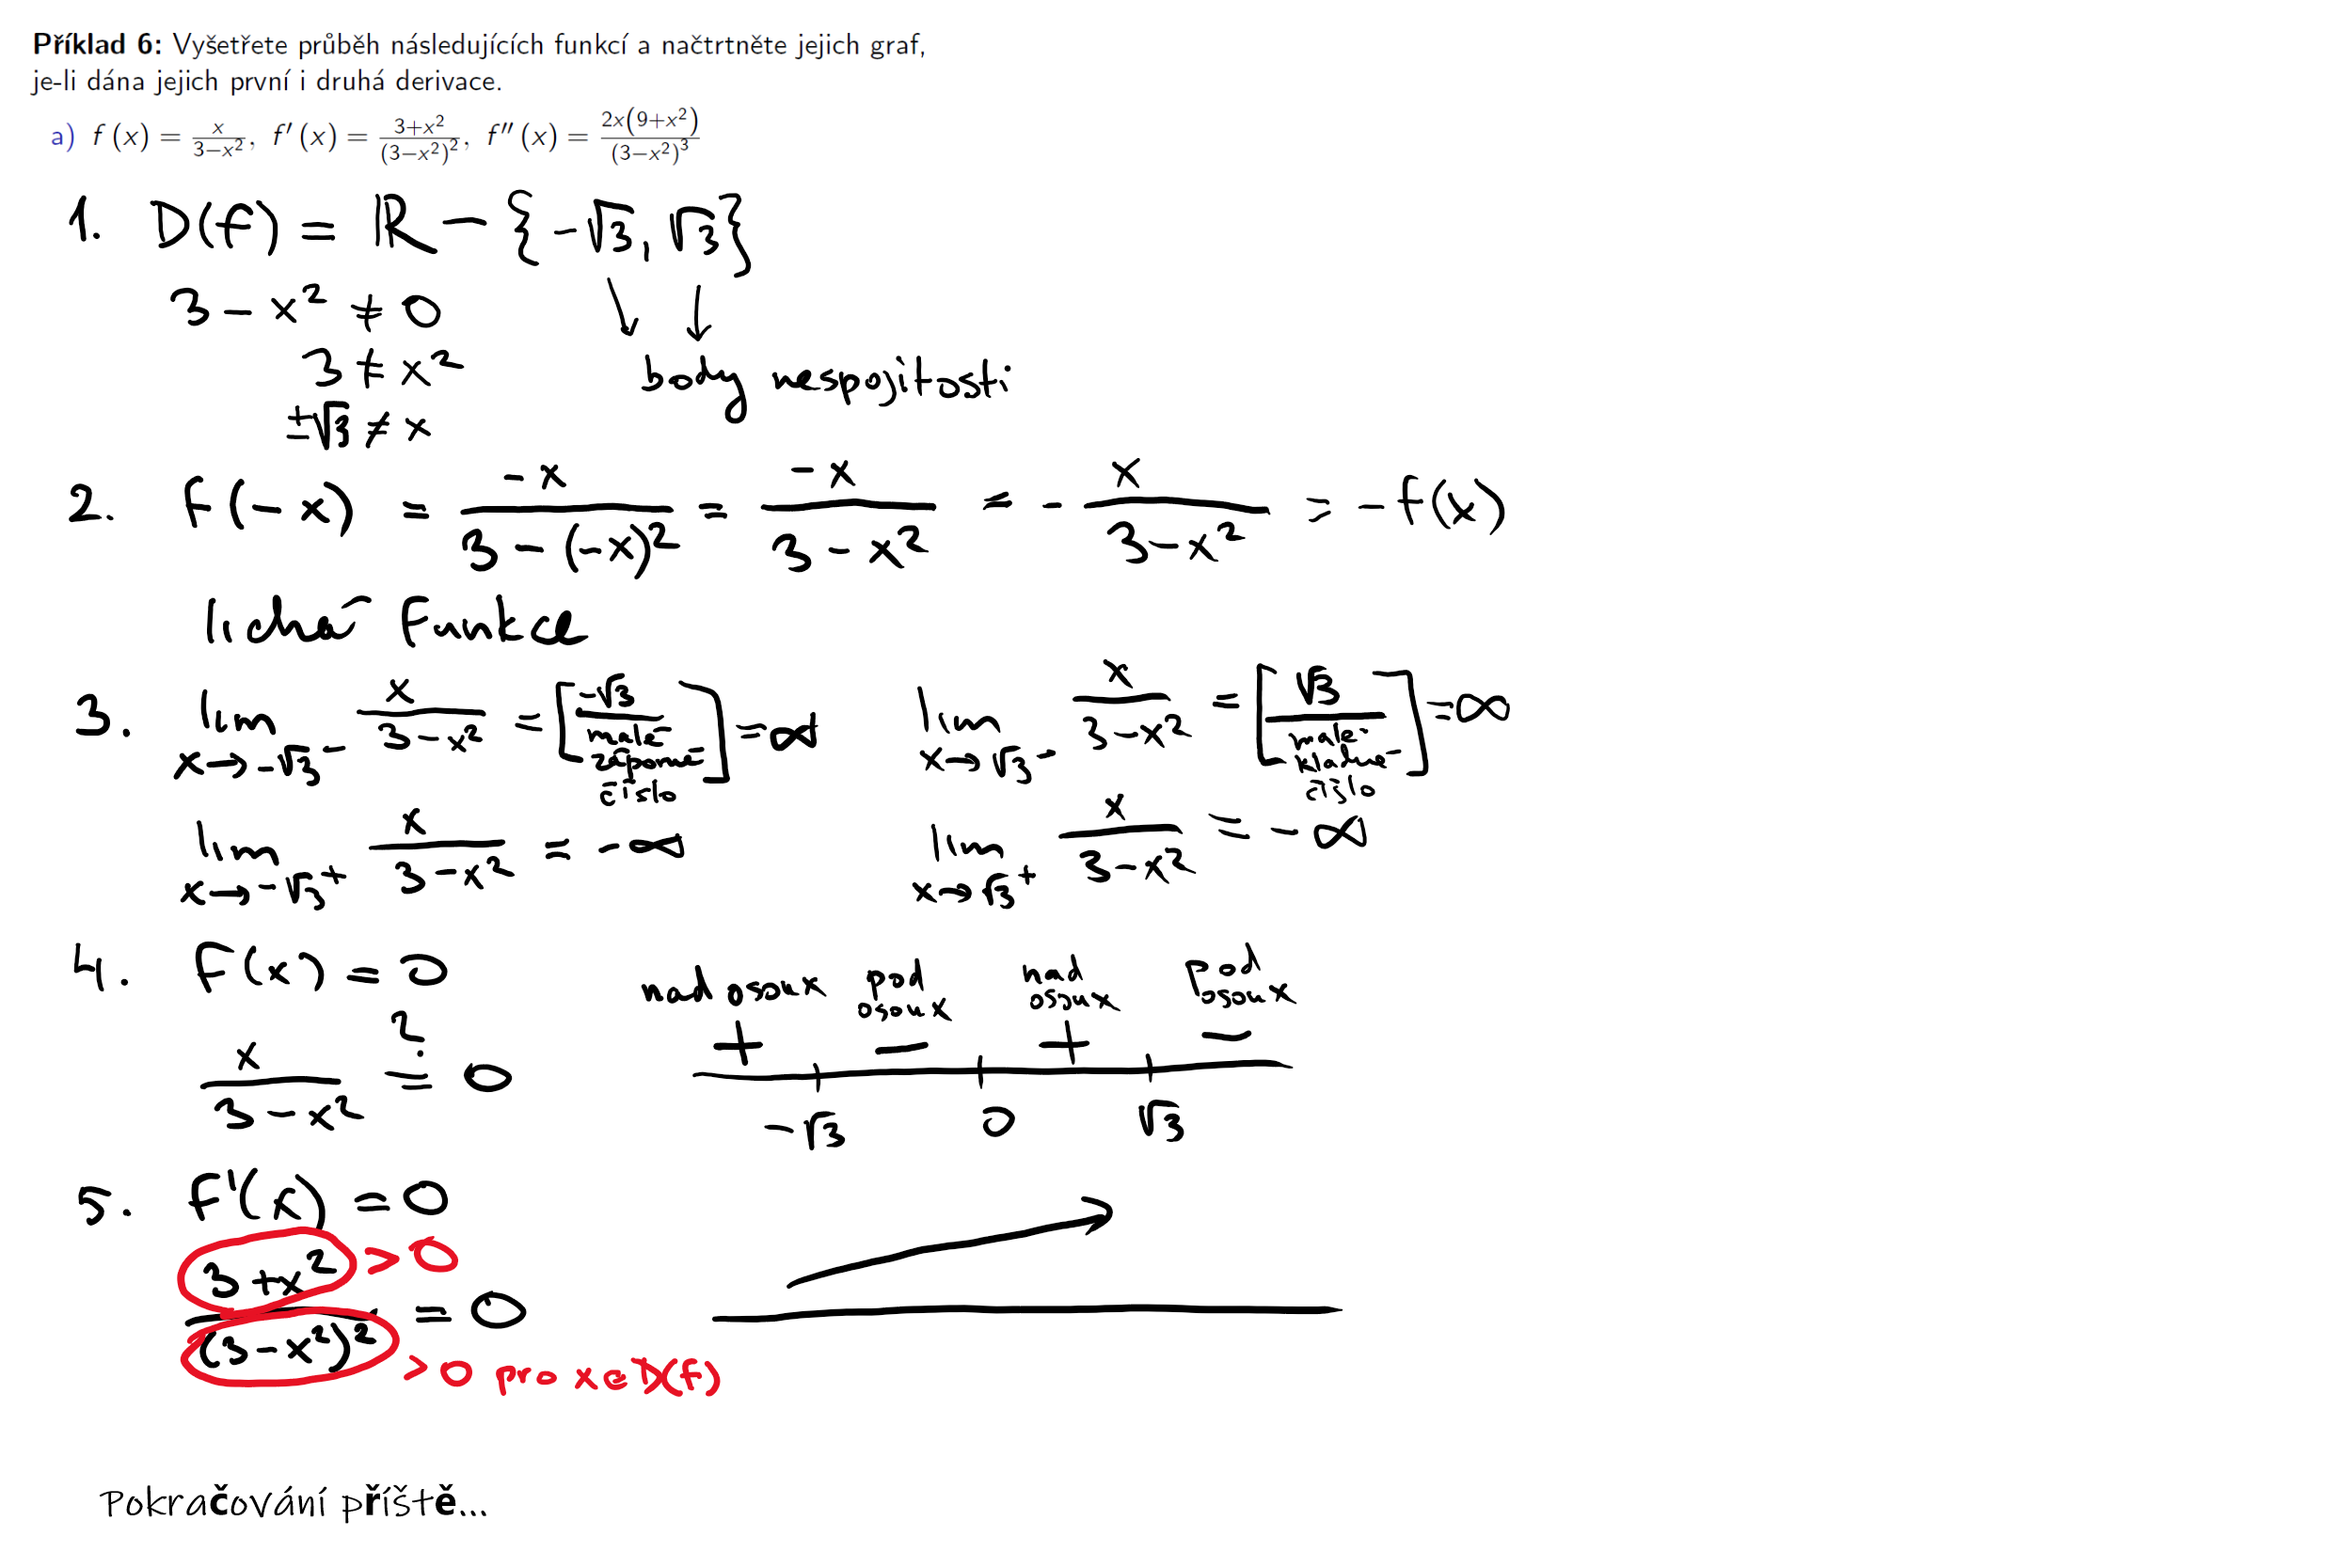 Příklad 6: Vyšetřete průběh následujících funkcí a načtrtněte jejich graf,
je-li dána jejich první i druhá derivace.
a) f (x) = x/(3−x²), f′ (x) = (3+x²)/(3−x²)², f″ (x) = 2x(9+x²)/(3−x²)³
1. D(f) = ℝ − {-√3, √3}
3 − x² ≠ 0
3 ≠ x²
body nespojitosti
±√3 ≠ x
2. f(−x) = -x/(3−(−x)²) = -x/(3−x²) = - x/(3−x²) = −f(x)
lichá funkce
3. lim x→-√3⁻ x/(3−x²) = [-√3/malé záporné číslo] = ∞
lim x→√3⁻ x/(3−x²) = [√3/malé kladné číslo] = ∞
lim x→-√3⁺ x/(3−x²) = -∞
lim x→√3⁺ x/(3−x²) = -∞
4. f(x) = 0
nad osou x pod osou x nad osou x pod osou x
+ − + −
x/(3−x²) ?= 0
-√3 0 √3
5. f'(x) = 0
3+x² > 0
(3+x²)/(3−x²)² = 0
(3−x²)² > 0 pro x∈D(f)
Pokračování příště...